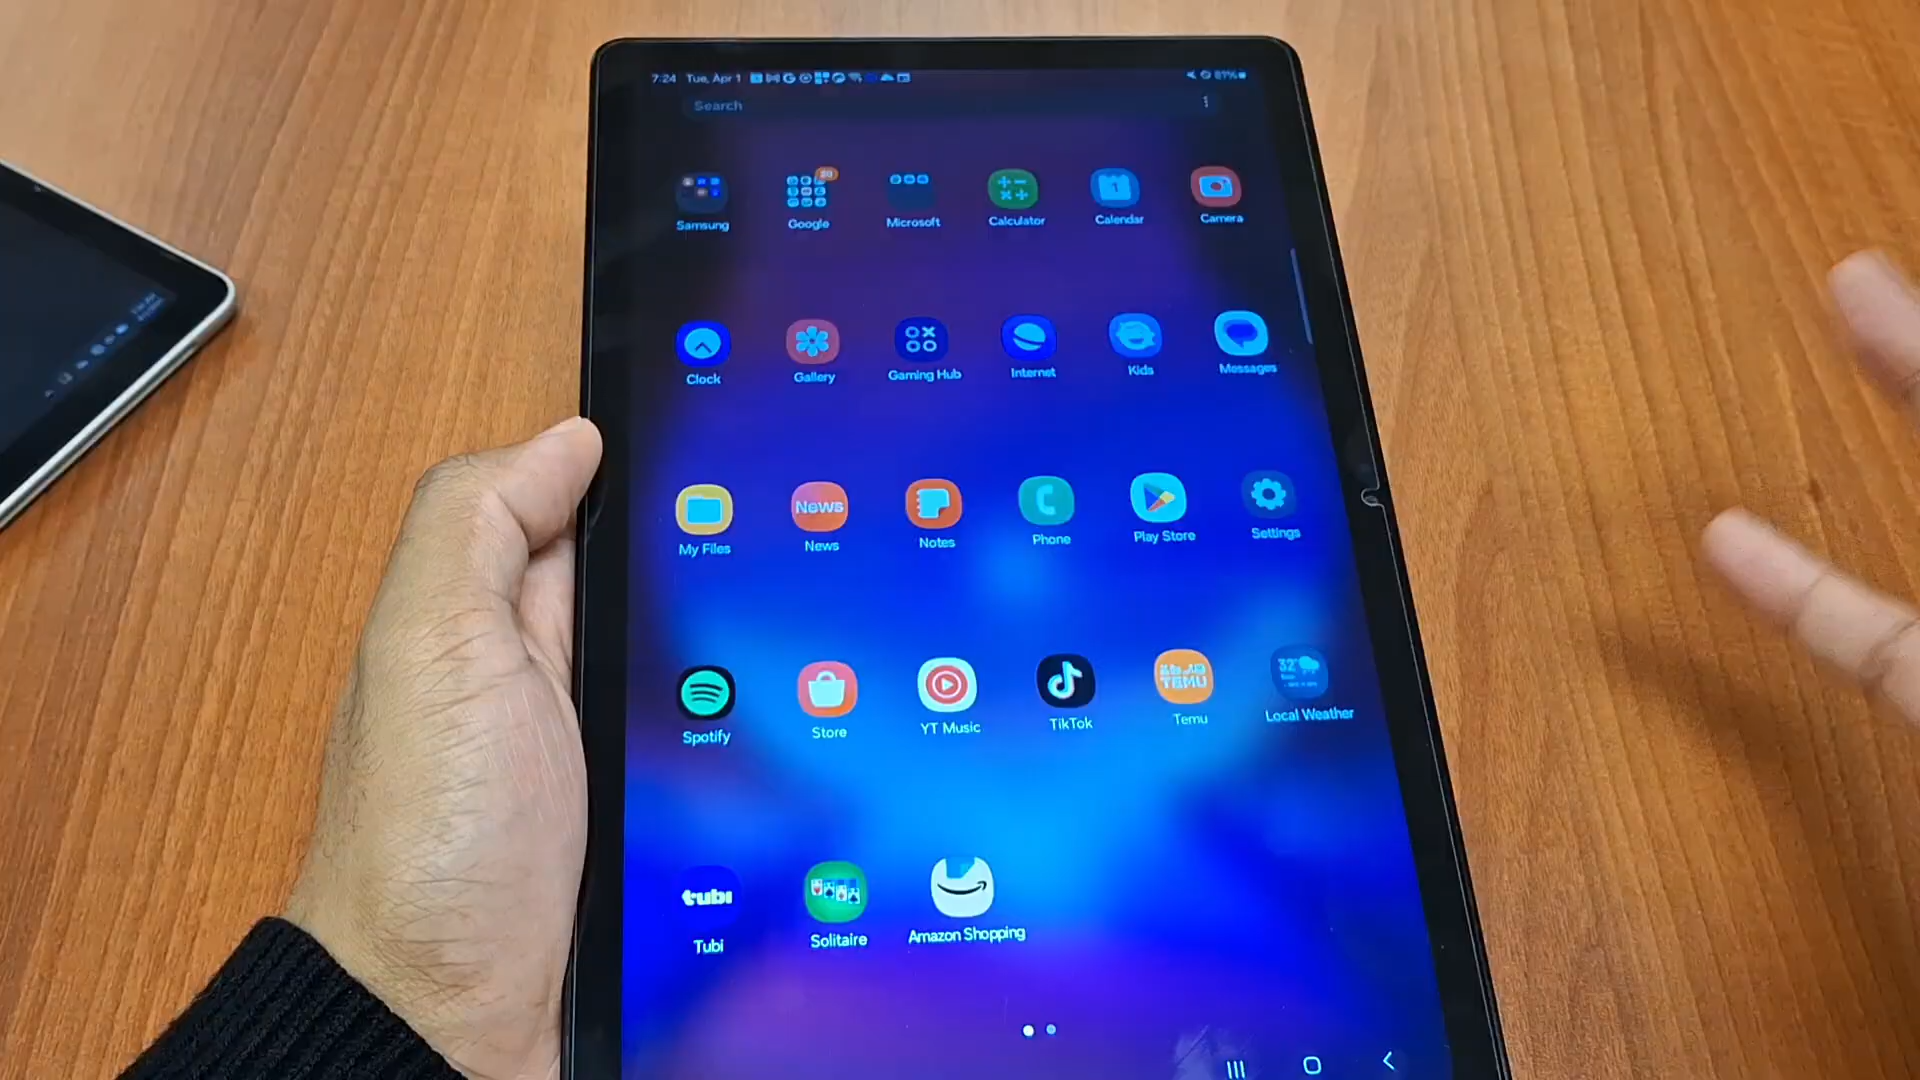 7:24 Tue, Apr 1 81%
Search
Samsung Google Microsoft Calculator Calendar Camera
Clock Gallery Gaming Hub Internet Kids Messages
News
My Files News Notes Phone Play Store Settings
TEMU 32°
Spotify Store YT Music TikTok Temu Local Weather
tubi
Tubi Solitaire Amazon Shopping